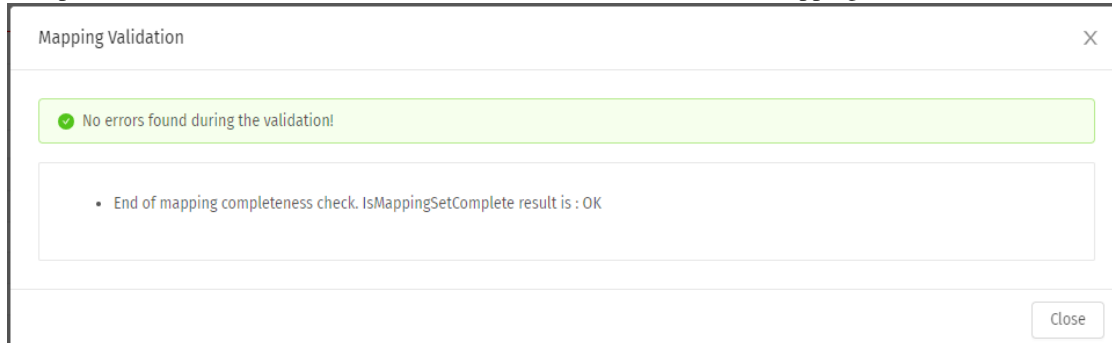 Mapping Validation
No errors found during the validation!
• End of mapping completeness check. IsMappingSetComplete result is : OK
Close